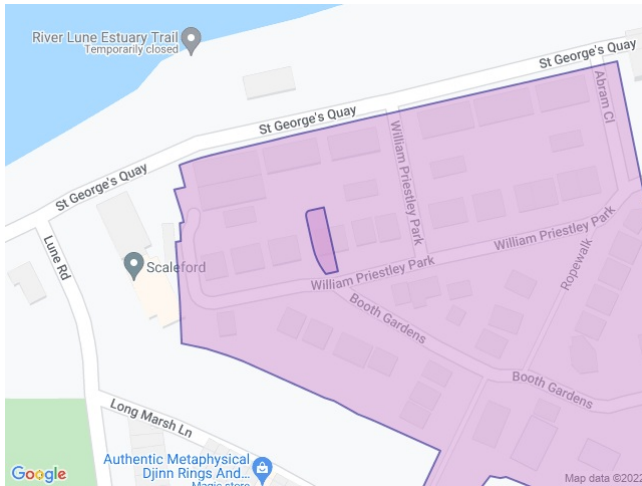 River Lune Estuary Trail
Temporarily closed
St George's Quay
St George's Quay
St George's Quay
Abram Cl
William Priestley Park
William Priestley Park
William Priestley Park
Ropewalk
Lune Rd
Scaleford
Booth Gardens
Booth Gardens
Long Marsh Ln
Authentic Metaphysical
Djinn Rings And...
Magic store
Google
Map data ©2022